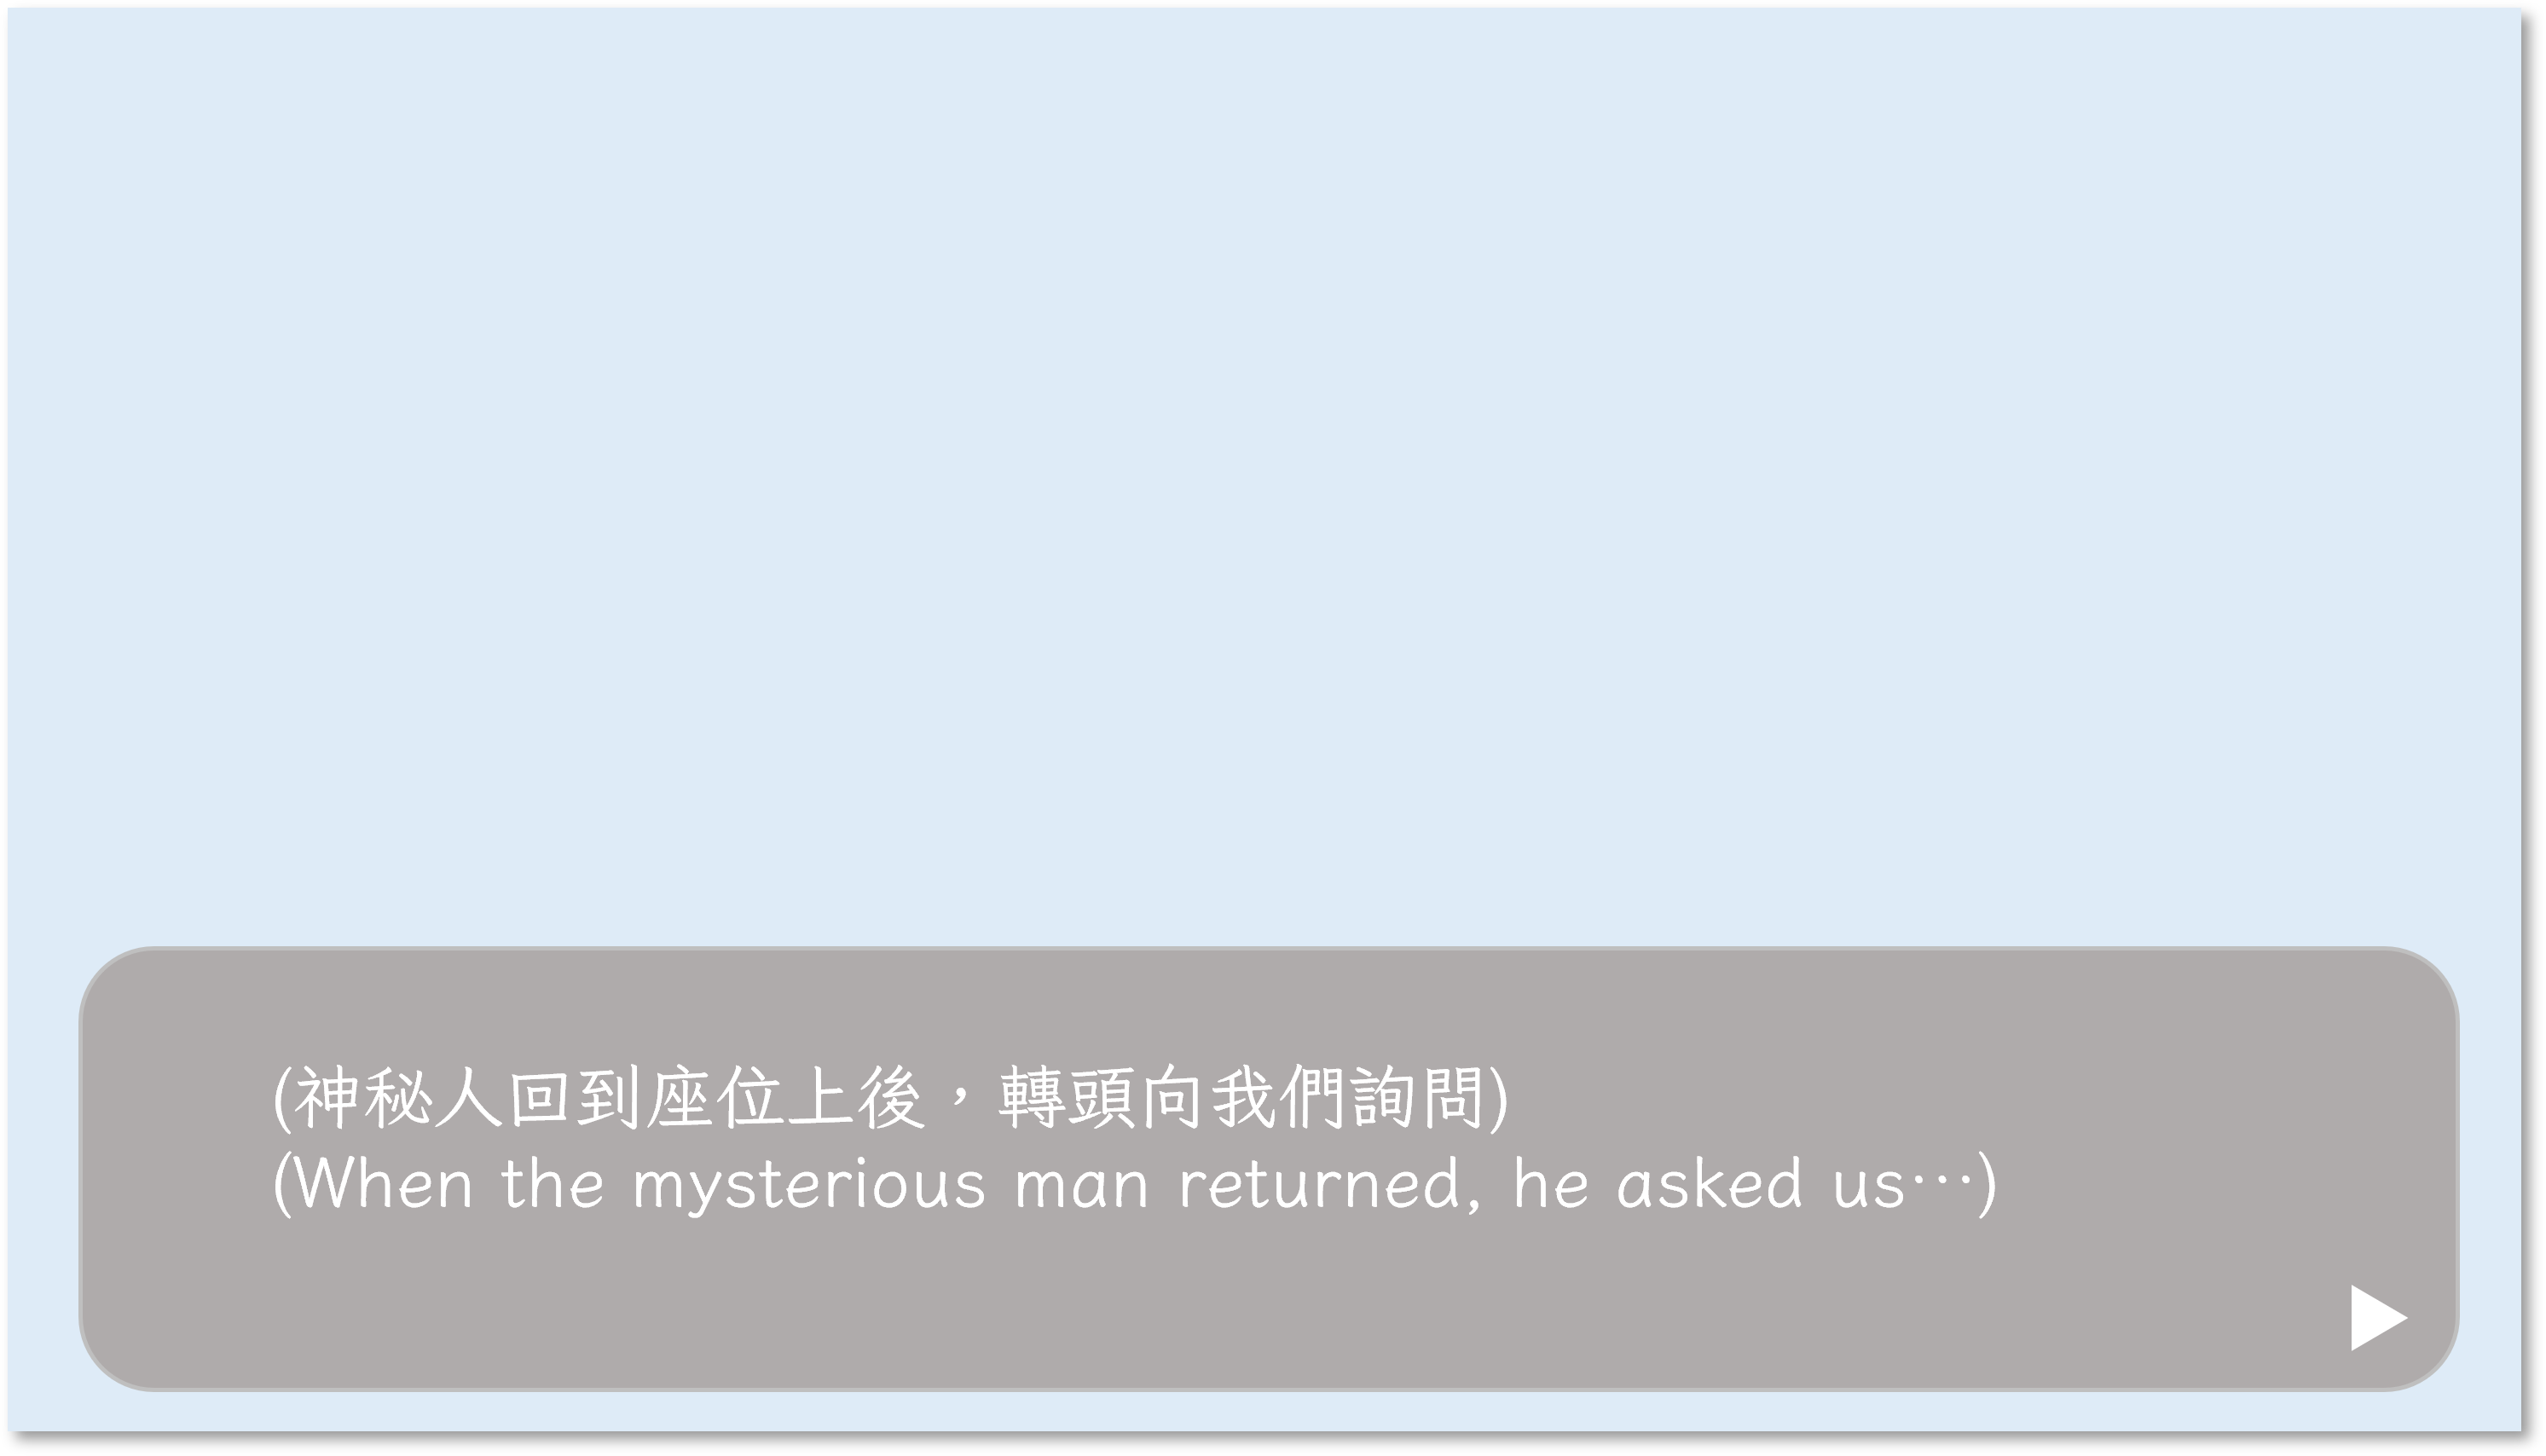 (神秘人回到座位上後，轉頭向我們詢問)
(When the mysterious man returned, he asked us…)